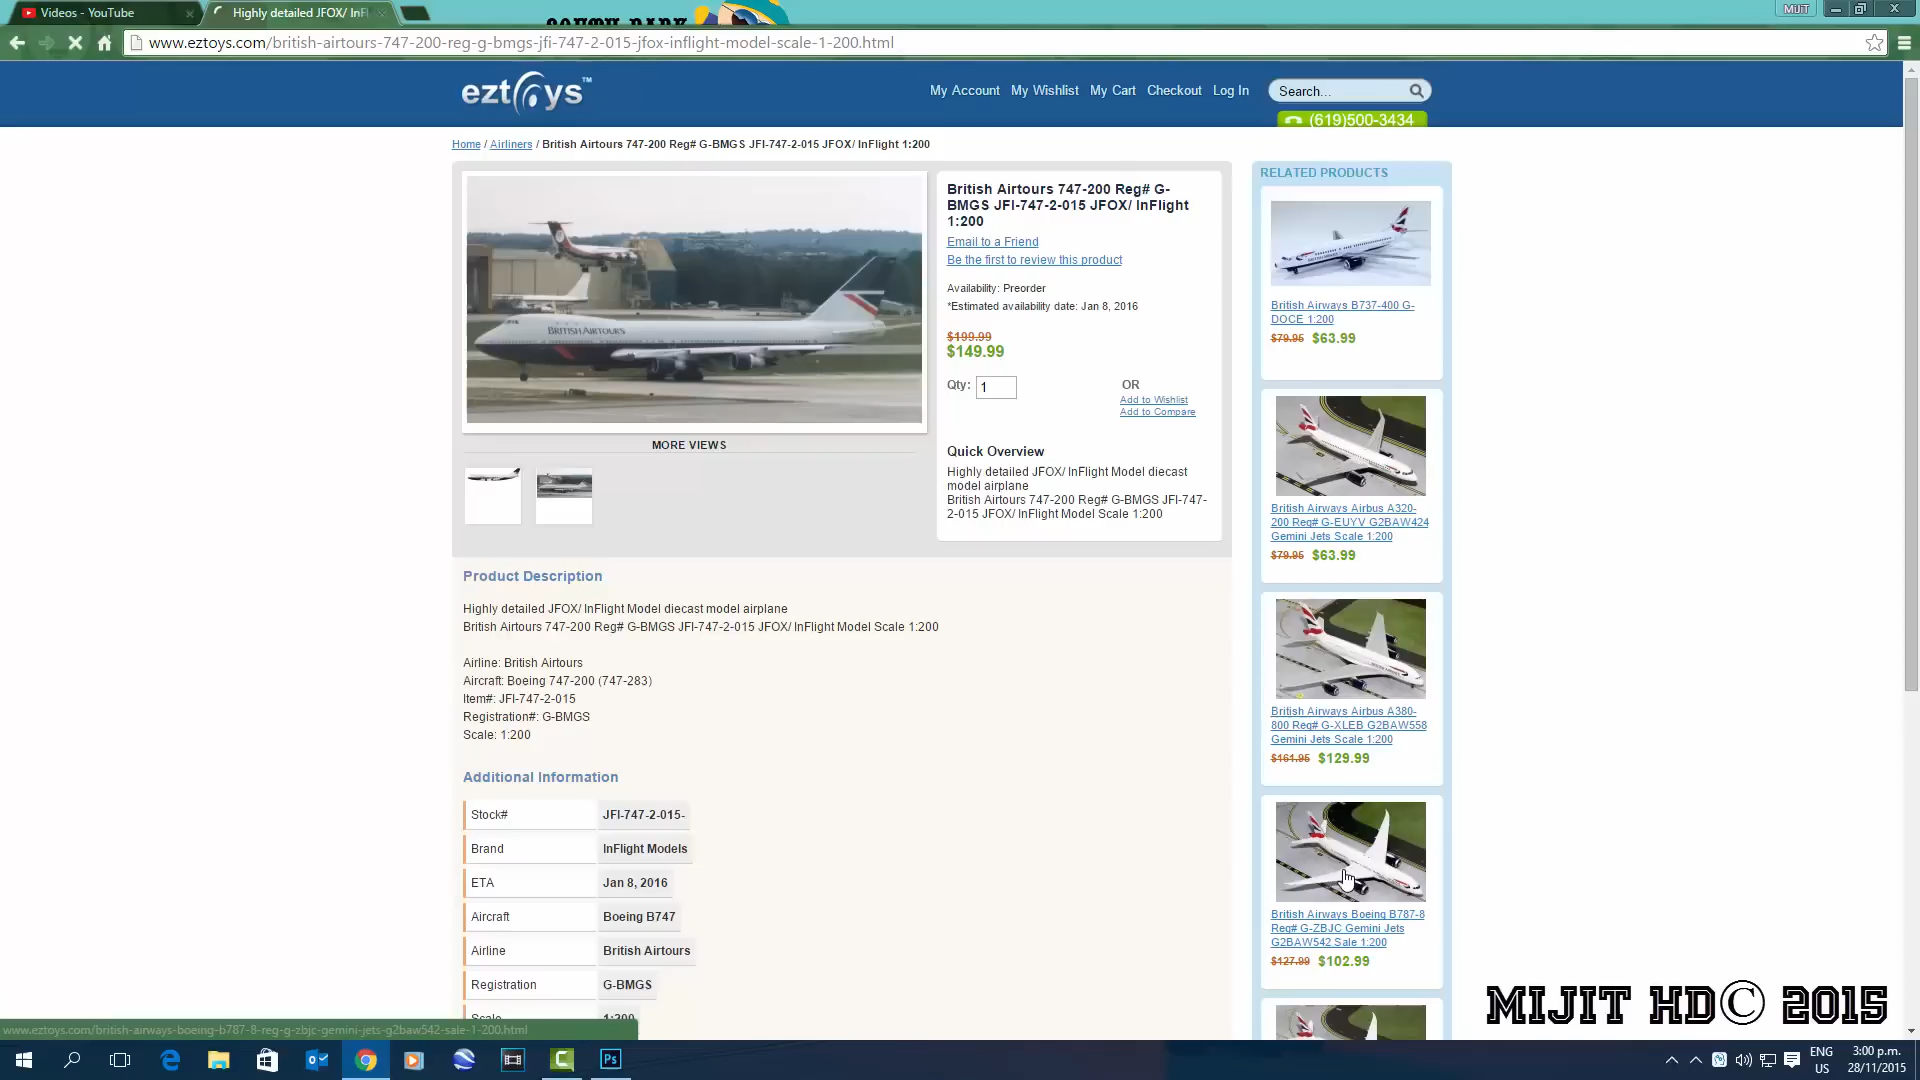 Videos - YouTube
Highly detailed JFOX/ InFl
MiJiT
www.eztoys.com/british-airtours-747-200-reg-g-bmgs-jfi-747-2-015-jfox-inflight-model-scale-1-200.html
eztoys™
My Account My Wishlist My Cart Checkout Log In
Search...
(619)500-3434
Home / Airliners / British Airtours 747-200 Reg# G-BMGS JFI-747-2-015 JFOX/ InFlight 1:200
BRITISH AIRTOURS
MORE VIEWS
British Airtours 747-200 Reg# G-
BMGS JFI-747-2-015 JFOX/ InFlight
1:200
Email to a Friend
Be the first to review this product
Availability: Preorder
*Estimated availability date: Jan 8, 2016
$199.99
$149.99
Qty: 1
OR
Add to Wishlist
Add to Compare
Quick Overview
Highly detailed JFOX/ InFlight Model diecast
model airplane
British Airtours 747-200 Reg# G-BMGS JFI-747-
2-015 JFOX/ InFlight Model Scale 1:200
Product Description
Highly detailed JFOX/ InFlight Model diecast model airplane
British Airtours 747-200 Reg# G-BMGS JFI-747-2-015 JFOX/ InFlight Model Scale 1:200
Airline: British Airtours
Aircraft: Boeing 747-200 (747-283)
Item#: JFI-747-2-015
Registration#: G-BMGS
Scale: 1:200
Additional Information
Stock# JFI-747-2-015-
Brand InFlight Models
ETA Jan 8, 2016
Aircraft Boeing B747
Airline British Airtours
Registration G-BMGS
Scale 1:200
RELATED PRODUCTS
British Airways B737-400 G-
DOCE 1:200
$79.95 $63.99
British Airways Airbus A320-
200 Reg# G-EUYV G2BAW424
Gemini Jets Scale 1:200
$79.95 $63.99
British Airways Airbus A380-
800 Reg# G-XLEB G2BAW558
Gemini Jets Scale 1:200
$161.95 $129.99
British Airways Boeing B787-8
Reg# G-ZBJC Gemini Jets
G2BAW542 Sale 1:200
$127.99 $102.99
MIJIT HD© 2015
www.eztoys.com/british-airways-boeing-b787-8-reg-g-zbjc-gemini-jets-g2baw542-sale-1-200.html
Ps
ENG
US
3:00 p.m.
28/11/2015